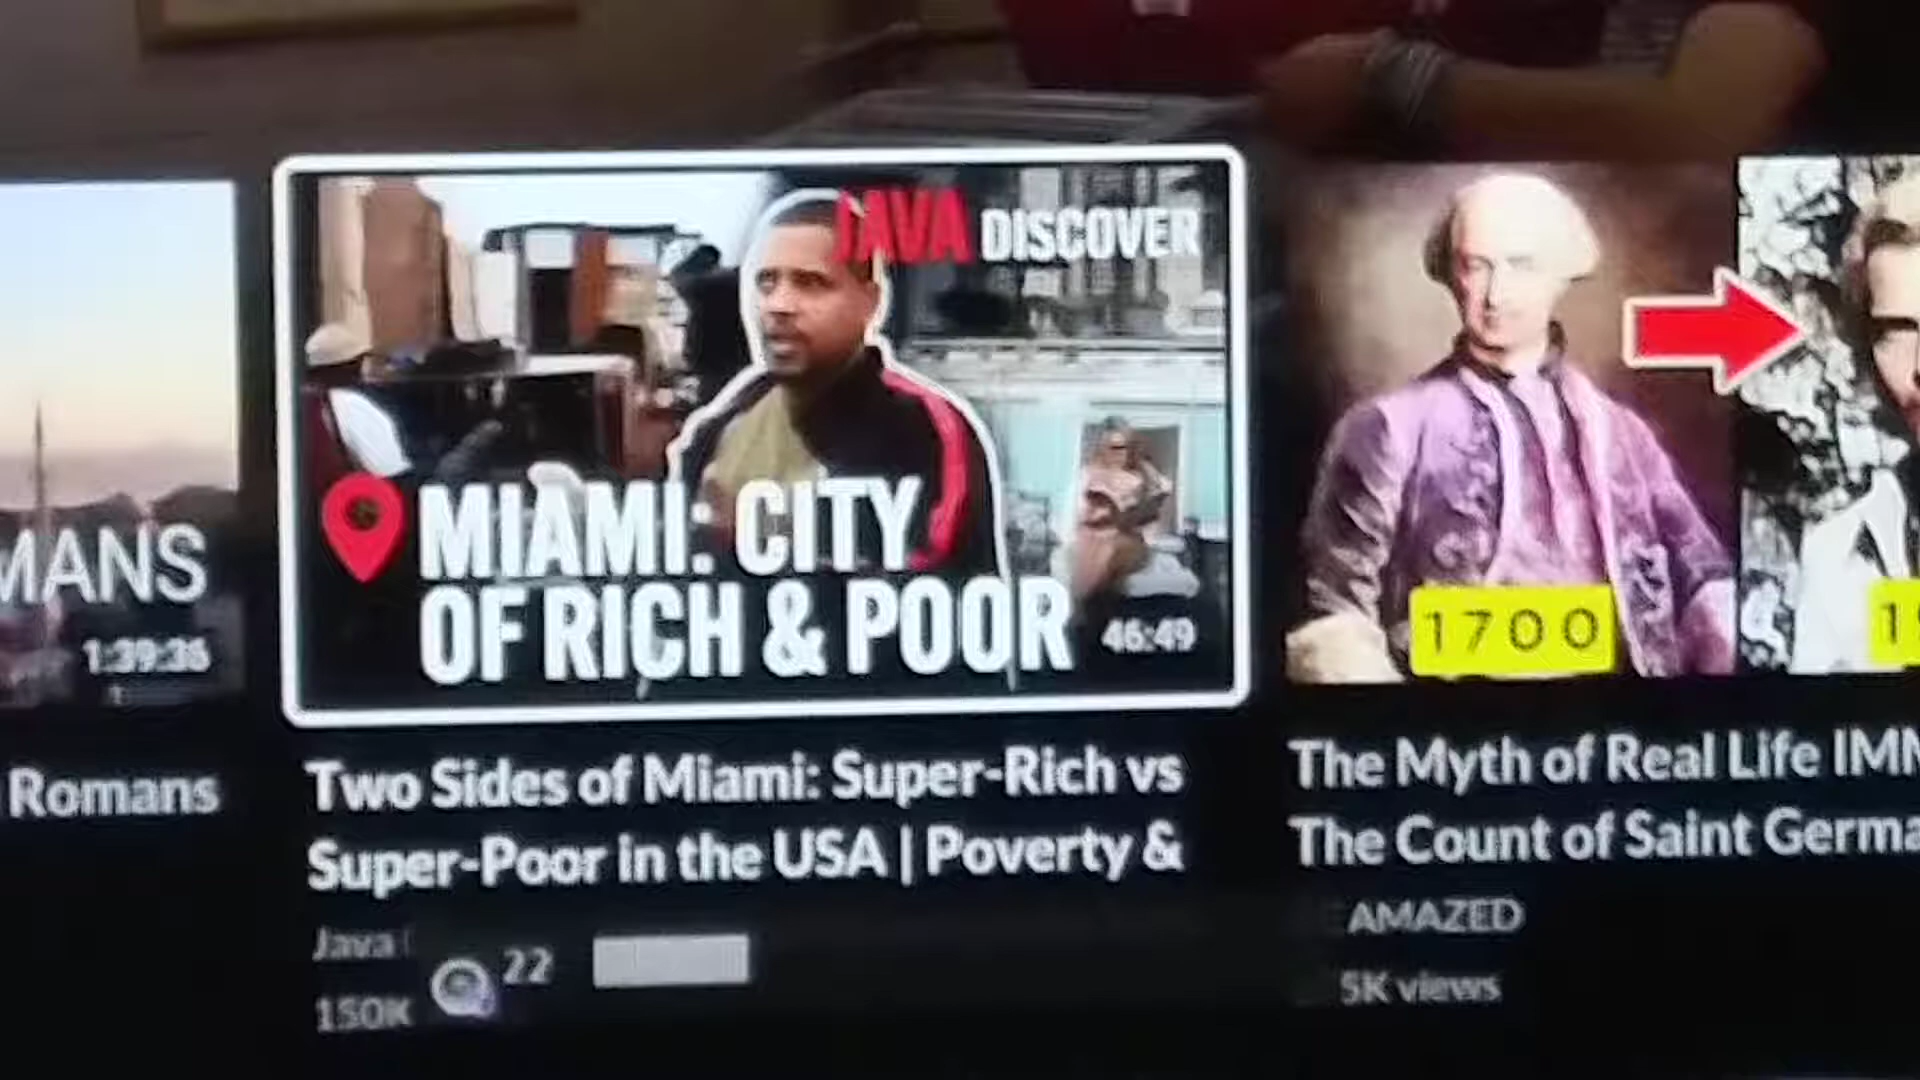 MANS
1:39:36
Romans
JAVA DISCOVER
MIAMI: CITY
OF RICH & POOR
46:49
Two Sides of Miami: Super-Rich vs
Super-Poor in the USA | Poverty &
Java
22
150K
1700
The Myth of Real Life IMM
The Count of Saint Germa
AMAZED
5K views